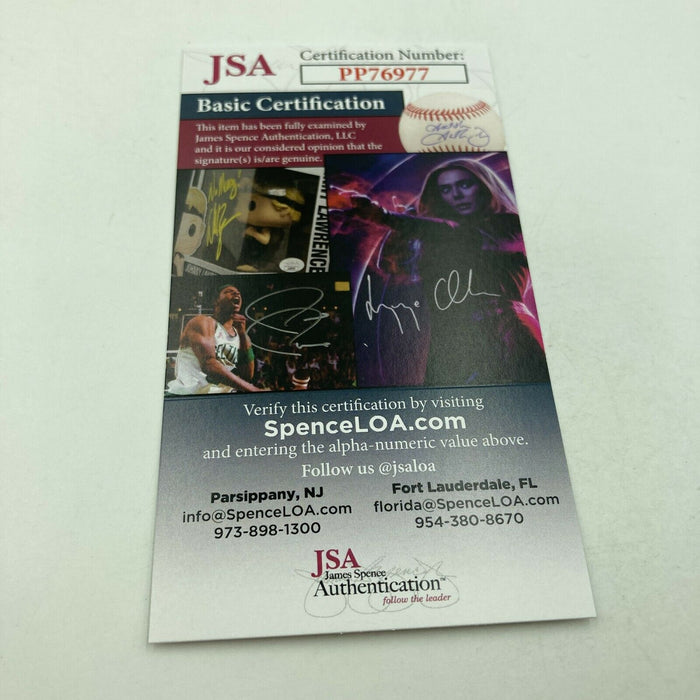 JSA
Certification Number:
PP76977
Basic Certification
This item has been fully examined by
James Spence Authentication, LLC
and it is our considered opinion that the
signature(s) is/are genuine.
LAWRENCE
Verify this certification by visiting
SpenceLOA.com
and entering the alpha-numeric value above.
Follow us @jsaloa
Parsippany, NJ
info@SpenceLOA.com
973-898-1300
Fort Lauderdale, FL
florida@SpenceLOA.com
954-380-8670
JSA
James Spence
Authentication™
follow the leader